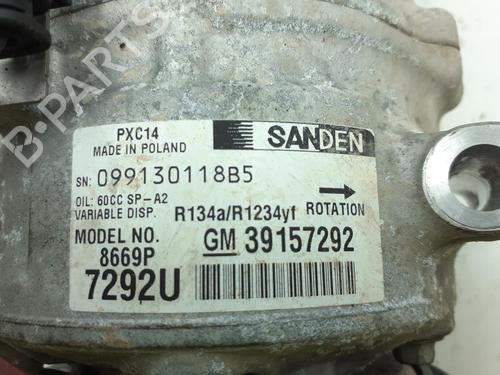 PXC14
MADE IN POLAND
SANDEN
SN: 099130118B5
OIL: 60CC SP-A2
VARIABLE DISP.
R134a/R1234yf
ROTATION
MODEL NO.
8669P
GM 39157292
7292U